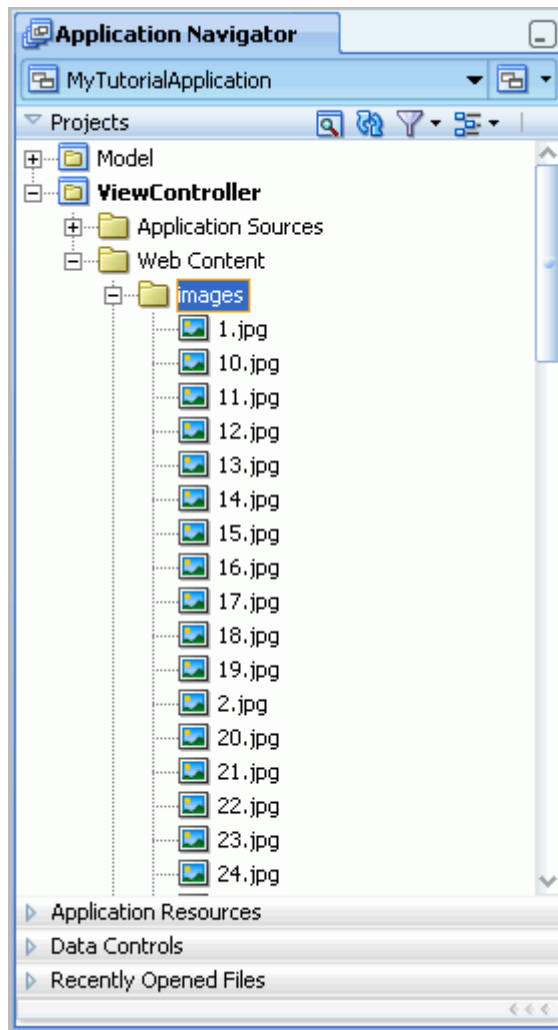 Application Navigator
MyTutorialApplication
Projects
Model
ViewController
Application Sources
Web Content
images
1.jpg
10.jpg
11.jpg
12.jpg
13.jpg
14.jpg
15.jpg
16.jpg
17.jpg
18.jpg
19.jpg
2.jpg
20.jpg
21.jpg
22.jpg
23.jpg
24.jpg
Application Resources
Data Controls
Recently Opened Files